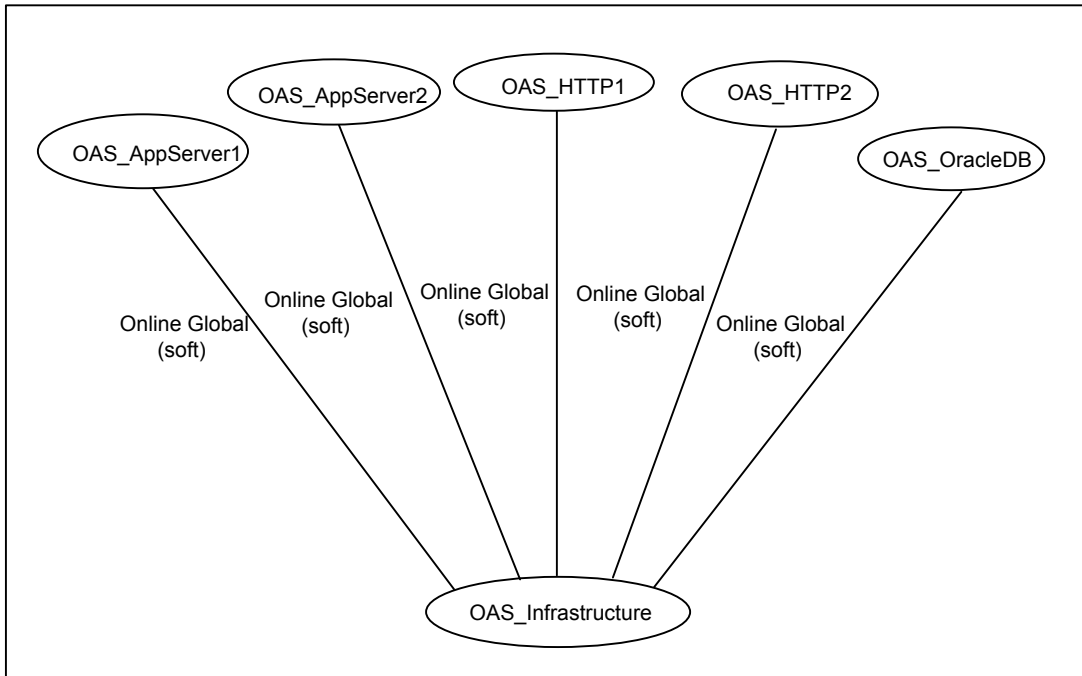 OAS_AppServer1
OAS_AppServer2
OAS_HTTP1
OAS_HTTP2
OAS_OracleDB
Online Global
(soft)
Online Global
(soft)
Online Global
(soft)
Online Global
(soft)
Online Global
(soft)
OAS_Infrastructure